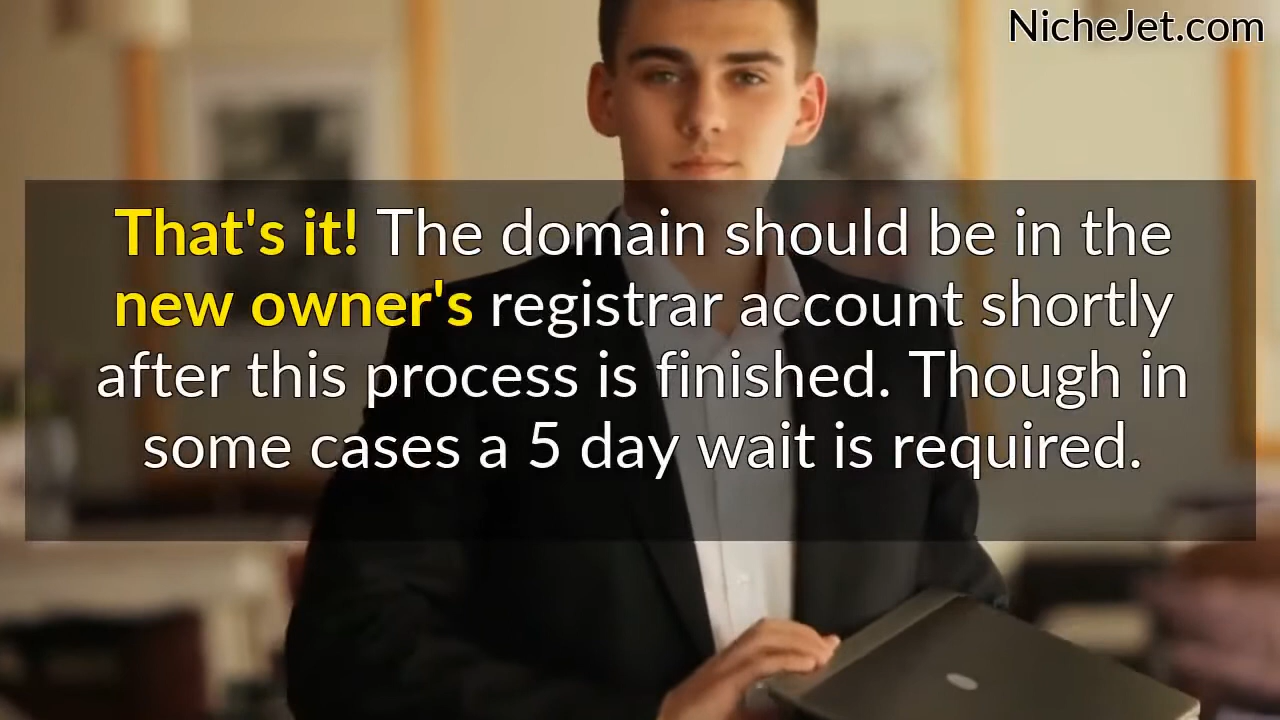 NicheJet.com
That's it! The domain should be in the
new owner's registrar account shortly
after this process is finished. Though in
some cases a 5 day wait is required.